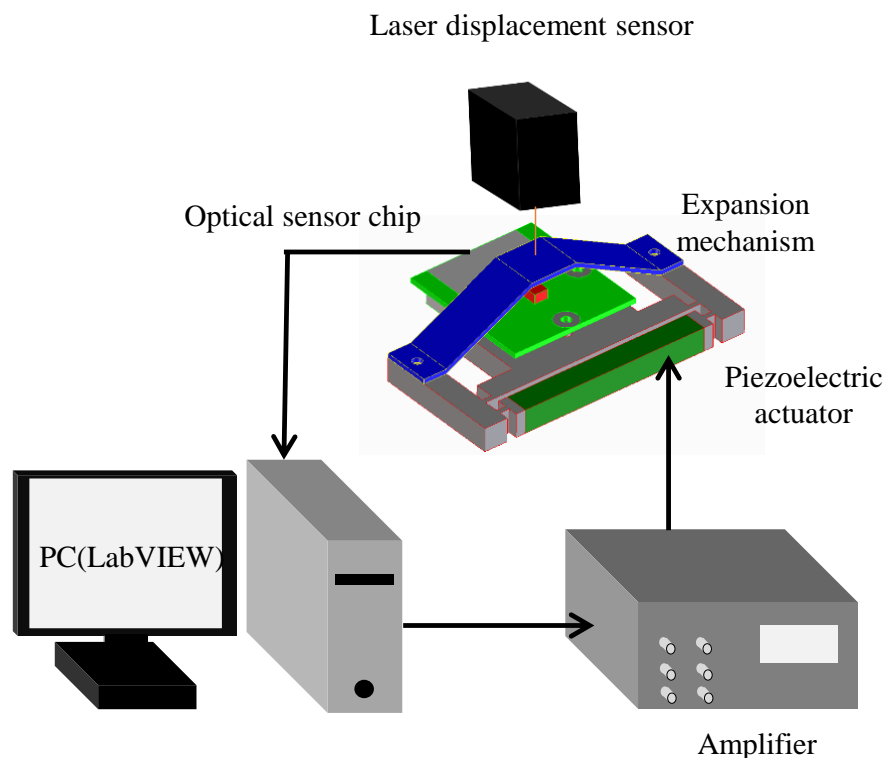 Laser displacement sensor
Optical sensor chip
Expansion
mechanism
Piezoelectric
actuator
PC(LabVIEW)
Amplifier